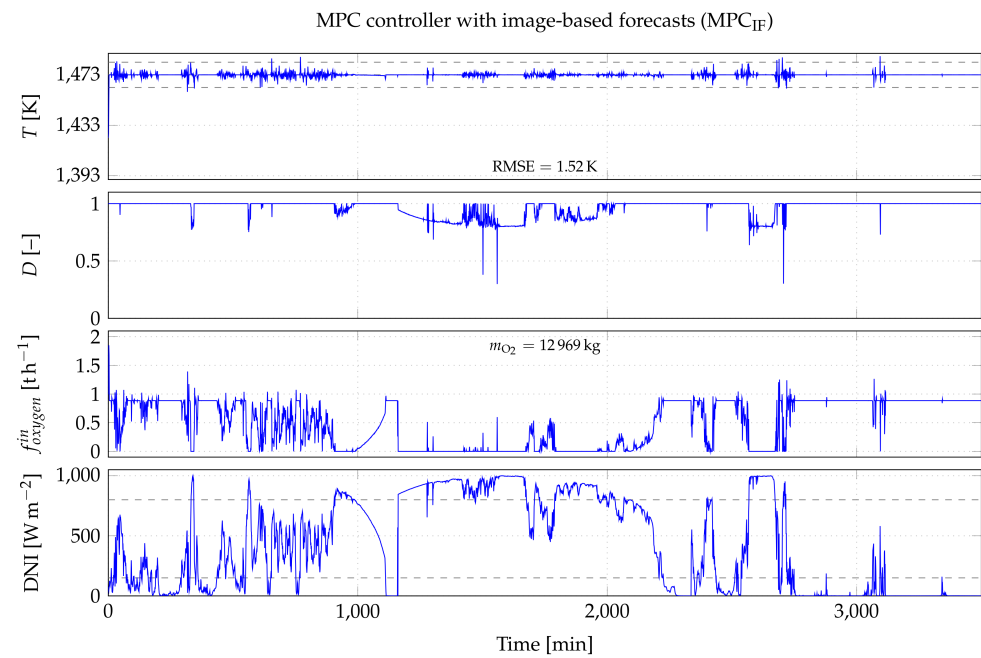 MPC controller with image-based forecasts (MPC_IF)
1,473
1,433
1,393
T [K]
RMSE = 1.52 K
1
0.5
0
D [–]
2
1.5
1
0.5
0
f^in_oxygen [t h^−1]
m_O2 = 12 969 kg
1,000
500
0
DNI [W m^−2]
0 1,000 2,000 3,000
Time [min]